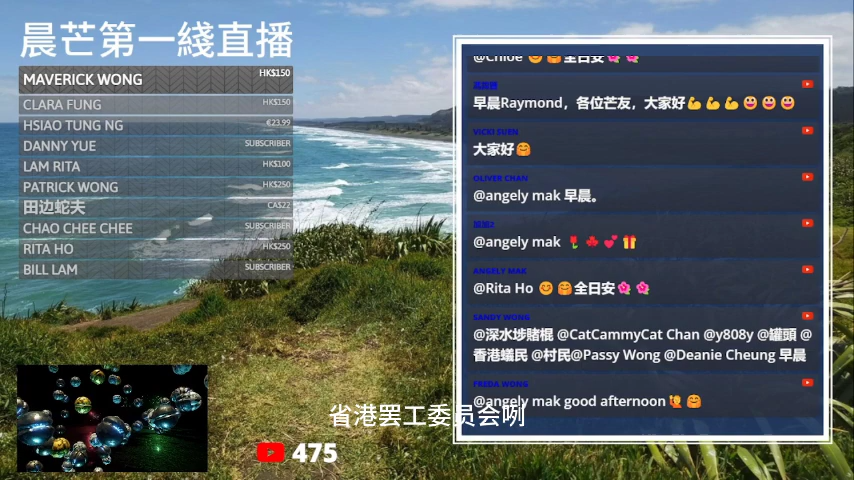 晨芒第一綫直播
MAVERICK WONG HK$150
CLARA FUNG HK$150
HSIAO TUNG NG €23.99
DANNY YUE SUBSCRIBER
LAM RITA HK$100
PATRICK WONG HK$250
田边蛇夫 CA$22
CHAO CHEE CHEE SUBSCRIBER
RITA HO HK$250
BILL LAM SUBSCRIBER
@Chloe 😊🤗全日安🌺🌺
早晨Raymond，各位芒友，大家好💪💪💪😃😃😃
VICKI SUEN
大家好🤗
OLIVER CHAN
@angely mak 早晨。
@angely mak 🌹☘💕🎁
ANGELY MAK
@Rita Ho 😊🤗全日安🌺🌺
SANDY WONG
@深水埗賭棍 @CatCammyCat Chan @y808y @罐頭 @
香港蟻民 @村民@Passy Wong @Deanie Cheung 早晨
FREDA WONG
@angely mak good afternoon🙋🤗
省港罢工委员会咧
475